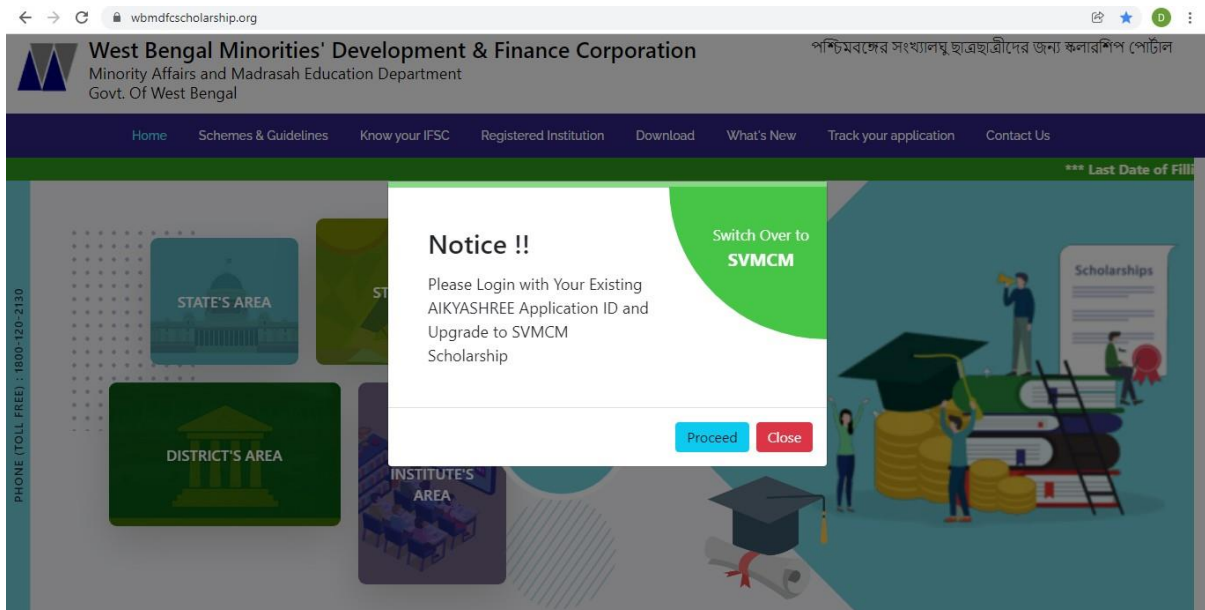 wbmdfcscholarship.org
D
West Bengal Minorities' Development & Finance Corporation
Minority Affairs and Madrasah Education Department
Govt. Of West Bengal
পশ্চিমবঙ্গের সংখ্যালঘু ছাত্রছাত্রীদের জন্য স্কলারশিপ পোর্টাল
Home Schemes & Guidelines Know your IFSC Registered Institution Download What's New Track your application Contact Us
*** Last Date of Filli
PHONE (TOLL FREE) : 1800-120-2130
STATE'S AREA
ST
DISTRICT'S AREA
INSTITUTE'S
AREA
Notice !!
Please Login with Your Existing
AIKYASHREE Application ID and
Upgrade to SVMCM
Scholarship
Switch Over to
SVMCM
Proceed Close
Scholarships